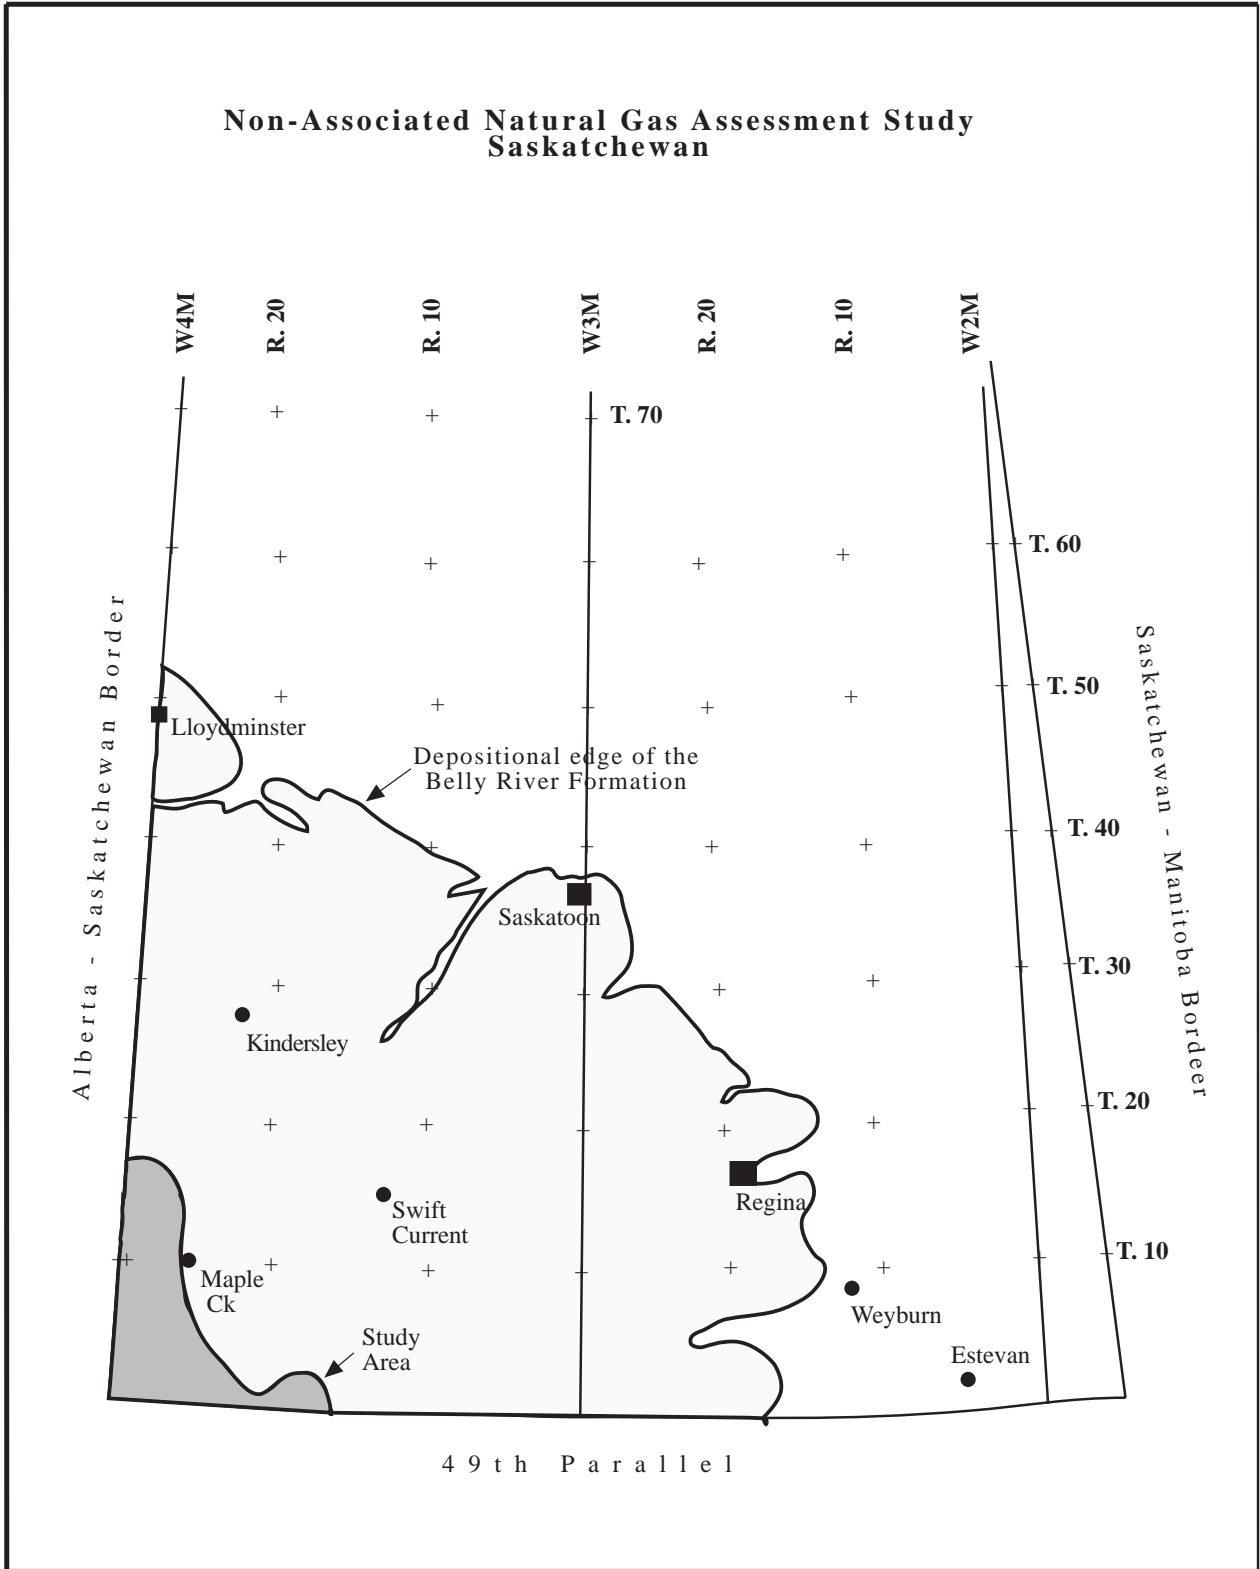 Non-Associated Natural Gas Assessment Study
Saskatchewan
W4M
R. 20
R. 10
W3M
R. 20
R. 10
W2M
T. 70
T. 60
T. 50
T. 40
T. 30
T. 20
T. 10
Alberta - Saskatchewan Border
Saskatchewan - Manitoba Bordeer
Lloydminster
Depositional edge of the
Belly River Formation
Saskatoon
Kindersley
Swift
Current
Regina
Maple
Ck
Weyburn
Study
Area
Estevan
49th Parallel